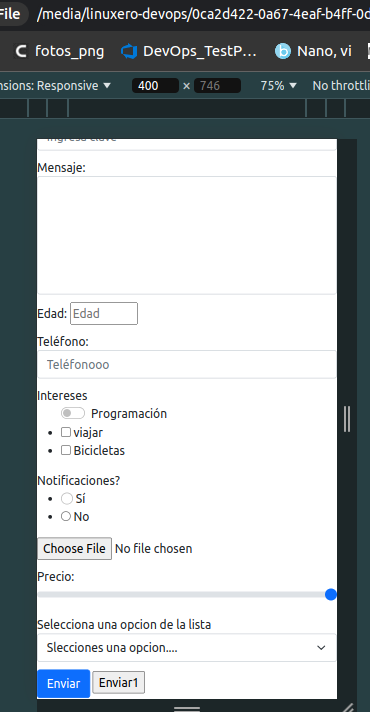 File /media/linuxero-devops/0ca2d422-0a67-4eaf-b4ff-0c
fotos_png DevOps_TestP... Nano, vi
nsions: Responsive 400 × 746 75% No throttli
Ingresa clave
Mensaje:
Edad: Edad
Teléfono:
Teléfonooo
Intereses
Programación
viajar
Bicicletas
Notificaciones?
Sí
No
Choose File No file chosen
Precio:
Selecciona una opcion de la lista
Slecciones una opcion....
Enviar Enviar1